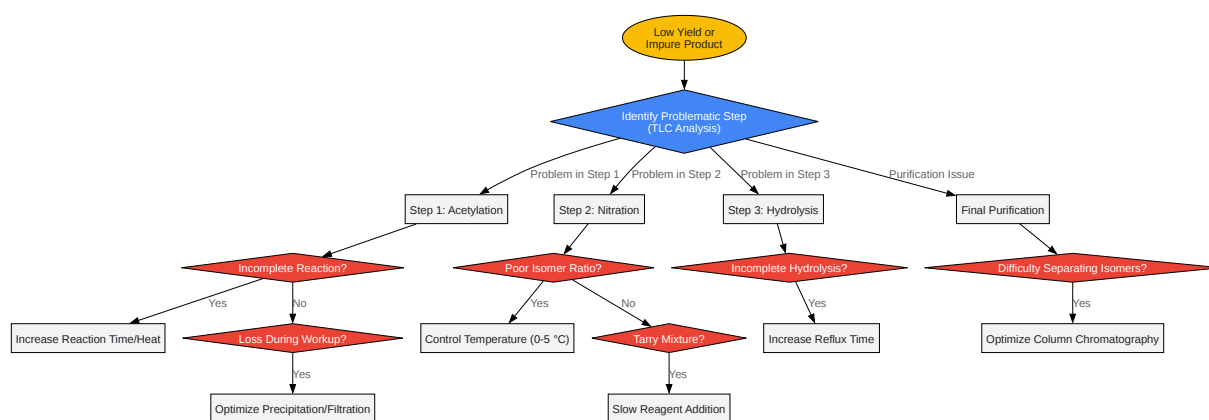 Low Yield or
Impure Product
Identify Problematic Step
(TLC Analysis)
Problem in Step 1
Problem in Step 2
Problem in Step 3
Purification Issue
Step 1: Acetylation
Step 2: Nitration
Step 3: Hydrolysis
Final Purification
Incomplete Reaction?
Poor Isomer Ratio?
Incomplete Hydrolysis?
Difficulty Separating Isomers?
Yes
No
Yes
No
Yes
Yes
Increase Reaction Time/Heat
Loss During Workup?
Control Temperature (0-5 °C)
Tarry Mixture?
Increase Reflux Time
Optimize Column Chromatography
Yes
Yes
Optimize Precipitation/Filtration
Slow Reagent Addition